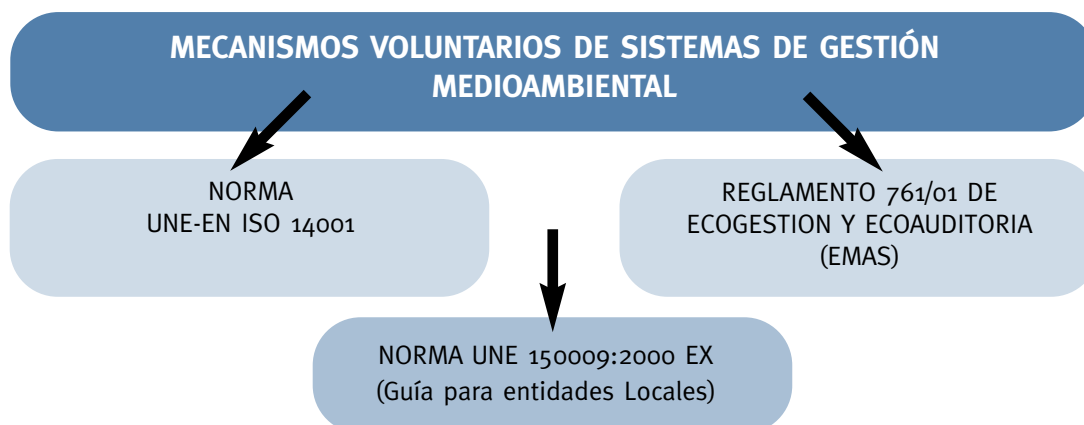 MECANISMOS VOLUNTARIOS DE SISTEMAS DE GESTIÓN
MEDIOAMBIENTAL
NORMA
UNE-EN ISO 14001
REGLAMENTO 761/01 DE
ECOGESTION Y ECOAUDITORIA
(EMAS)
NORMA UNE 150009:2000 EX
(Guía para entidades Locales)